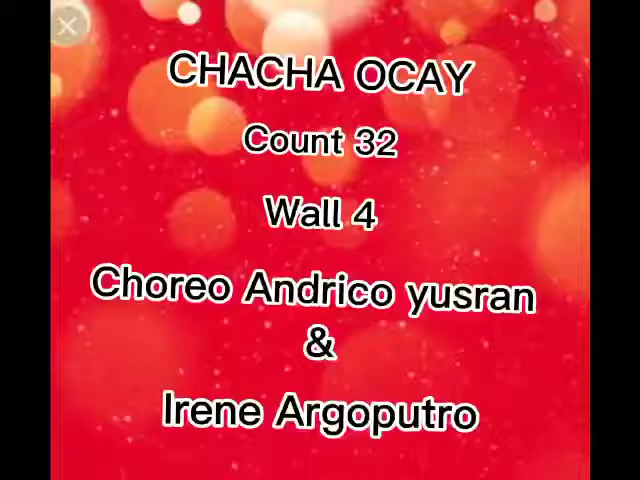 CHACHA OCAY
Count 32
Wall 4
Choreo Andrico yusran
&
Irene Argoputro